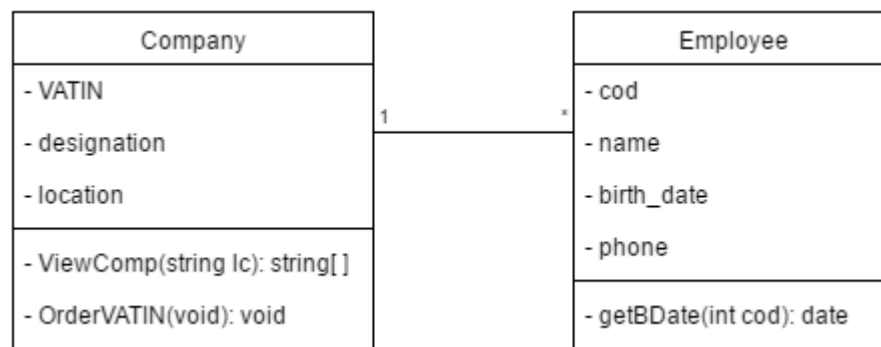 Company
- VATIN
- designation
- location
- ViewComp(string lc): string[ ]
- OrderVATIN(void): void
1
*
Employee
- cod
- name
- birth_date
- phone
- getBDate(int cod): date